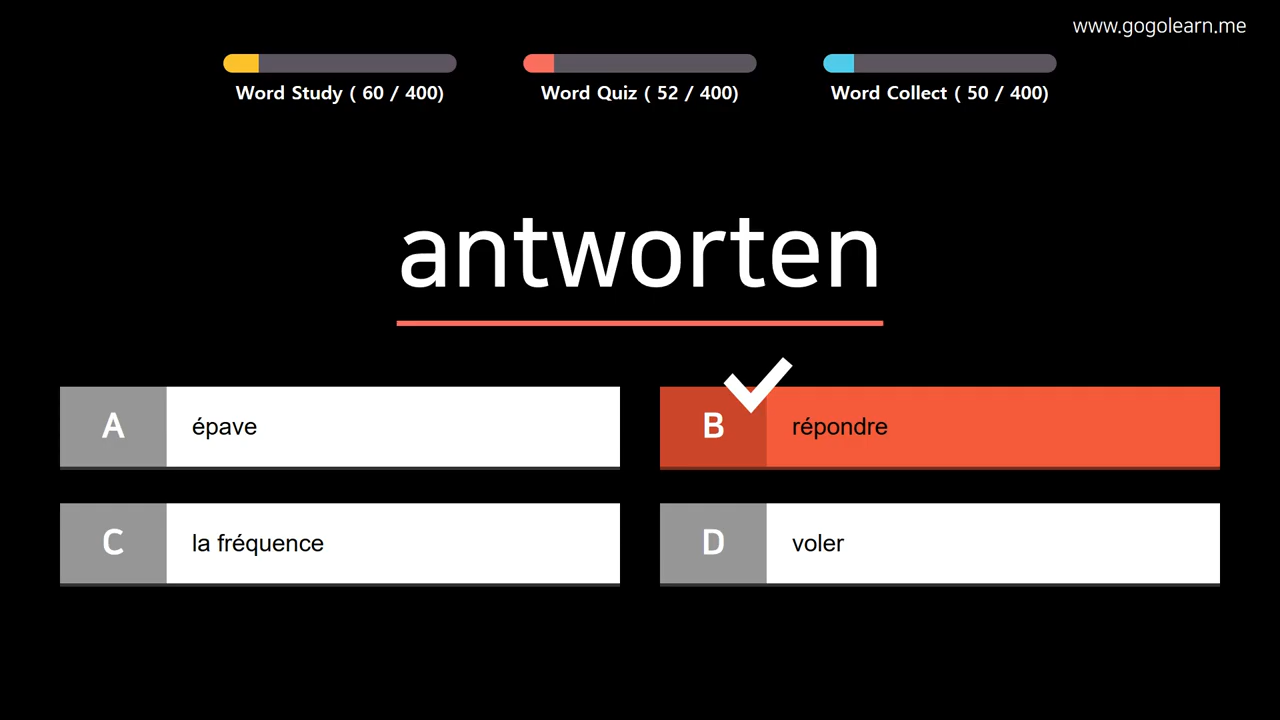 www.gogolearn.me
Word Study ( 60 / 400)
Word Quiz ( 52 / 400)
Word Collect ( 50 / 400)
antworten
A épave
B répondre
C la fréquence
D voler